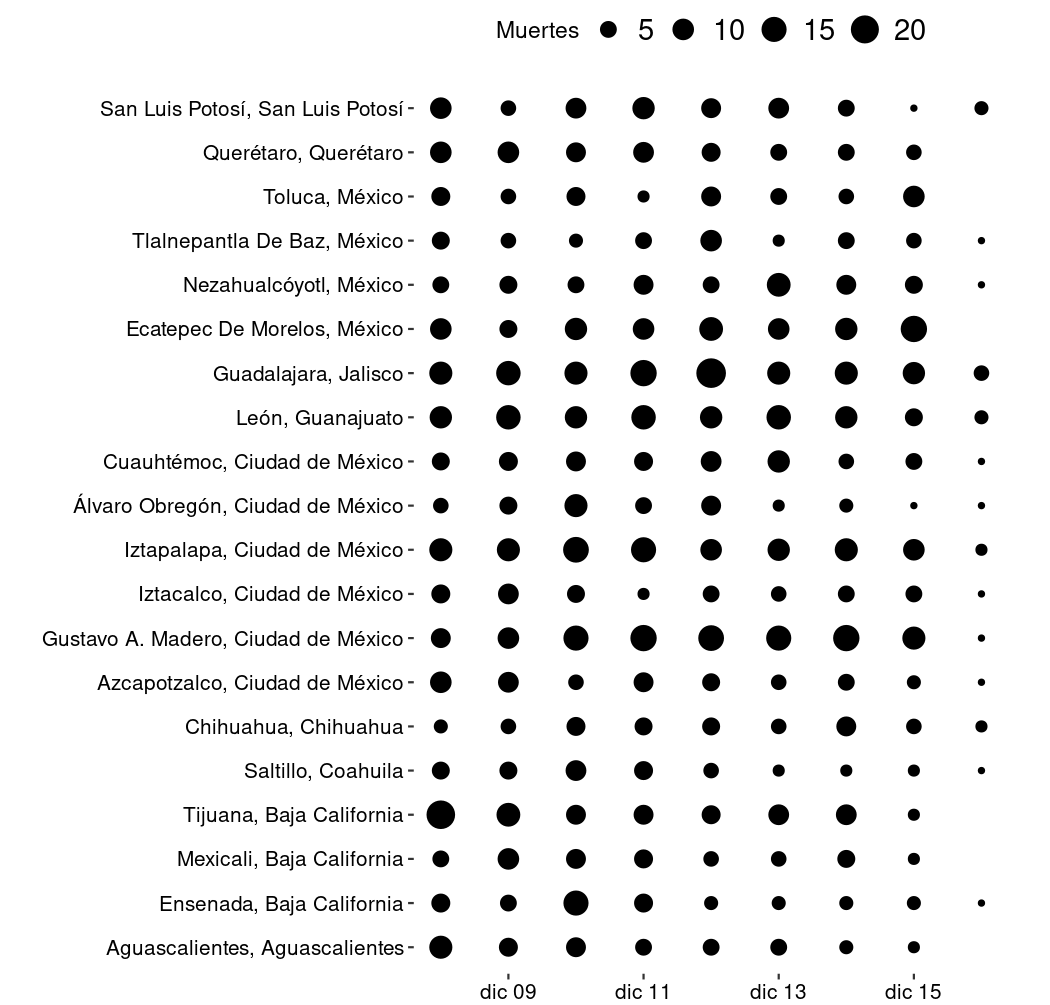 Muertes 5 10 15 20
San Luis Potosí, San Luis Potosí
Querétaro, Querétaro
Toluca, México
Tlalnepantla De Baz, México
Nezahualcóyotl, México
Ecatepec De Morelos, México
Guadalajara, Jalisco
León, Guanajuato
Cuauhtémoc, Ciudad de México
Álvaro Obregón, Ciudad de México
Iztapalapa, Ciudad de México
Iztacalco, Ciudad de México
Gustavo A. Madero, Ciudad de México
Azcapotzalco, Ciudad de México
Chihuahua, Chihuahua
Saltillo, Coahuila
Tijuana, Baja California
Mexicali, Baja California
Ensenada, Baja California
Aguascalientes, Aguascalientes
dic 09 dic 11 dic 13 dic 15